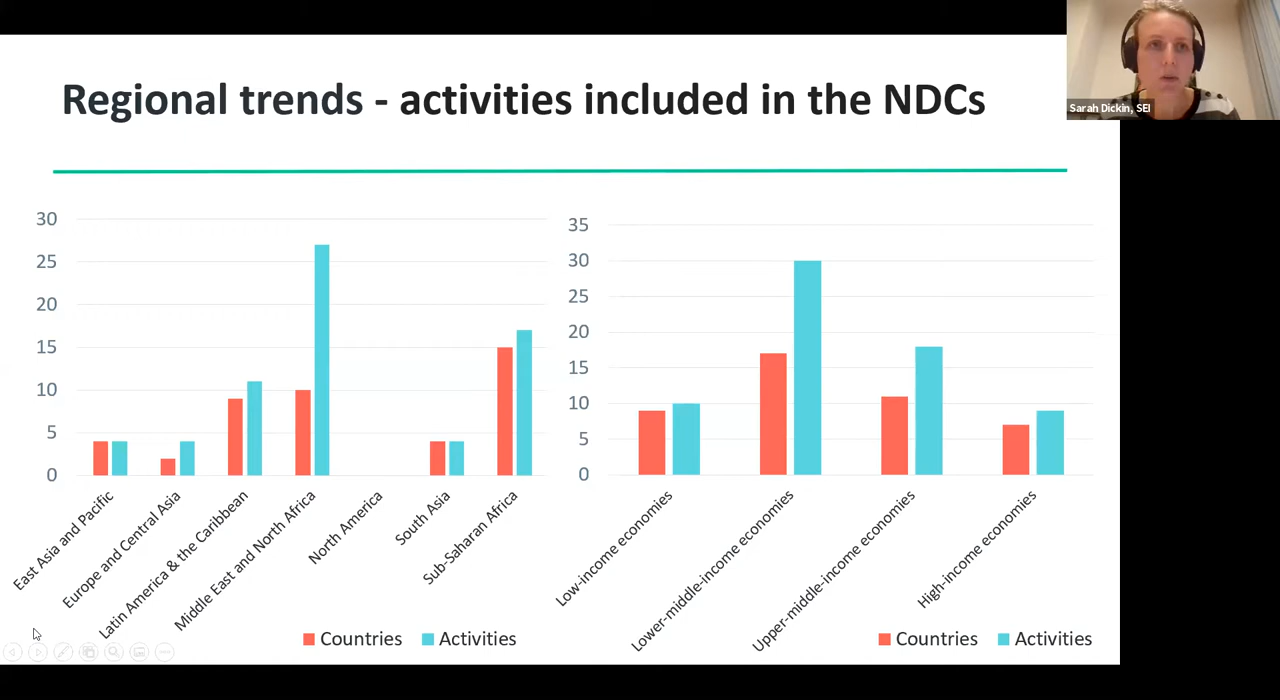 Regional trends - activities included in the NDCs
Sarah Dickin, SEI
30
25
20
15
10
5
0
East Asia and Pacific
Europe and Central Asia
Latin America & the Caribbean
Middle East and North Africa
North America
South Asia
Sub-Saharan Africa
Countries
Activities
35
30
25
20
15
10
5
0
Low-income economies
Lower-middle-income economies
Upper-middle-income economies
High-income economies
Countries
Activities